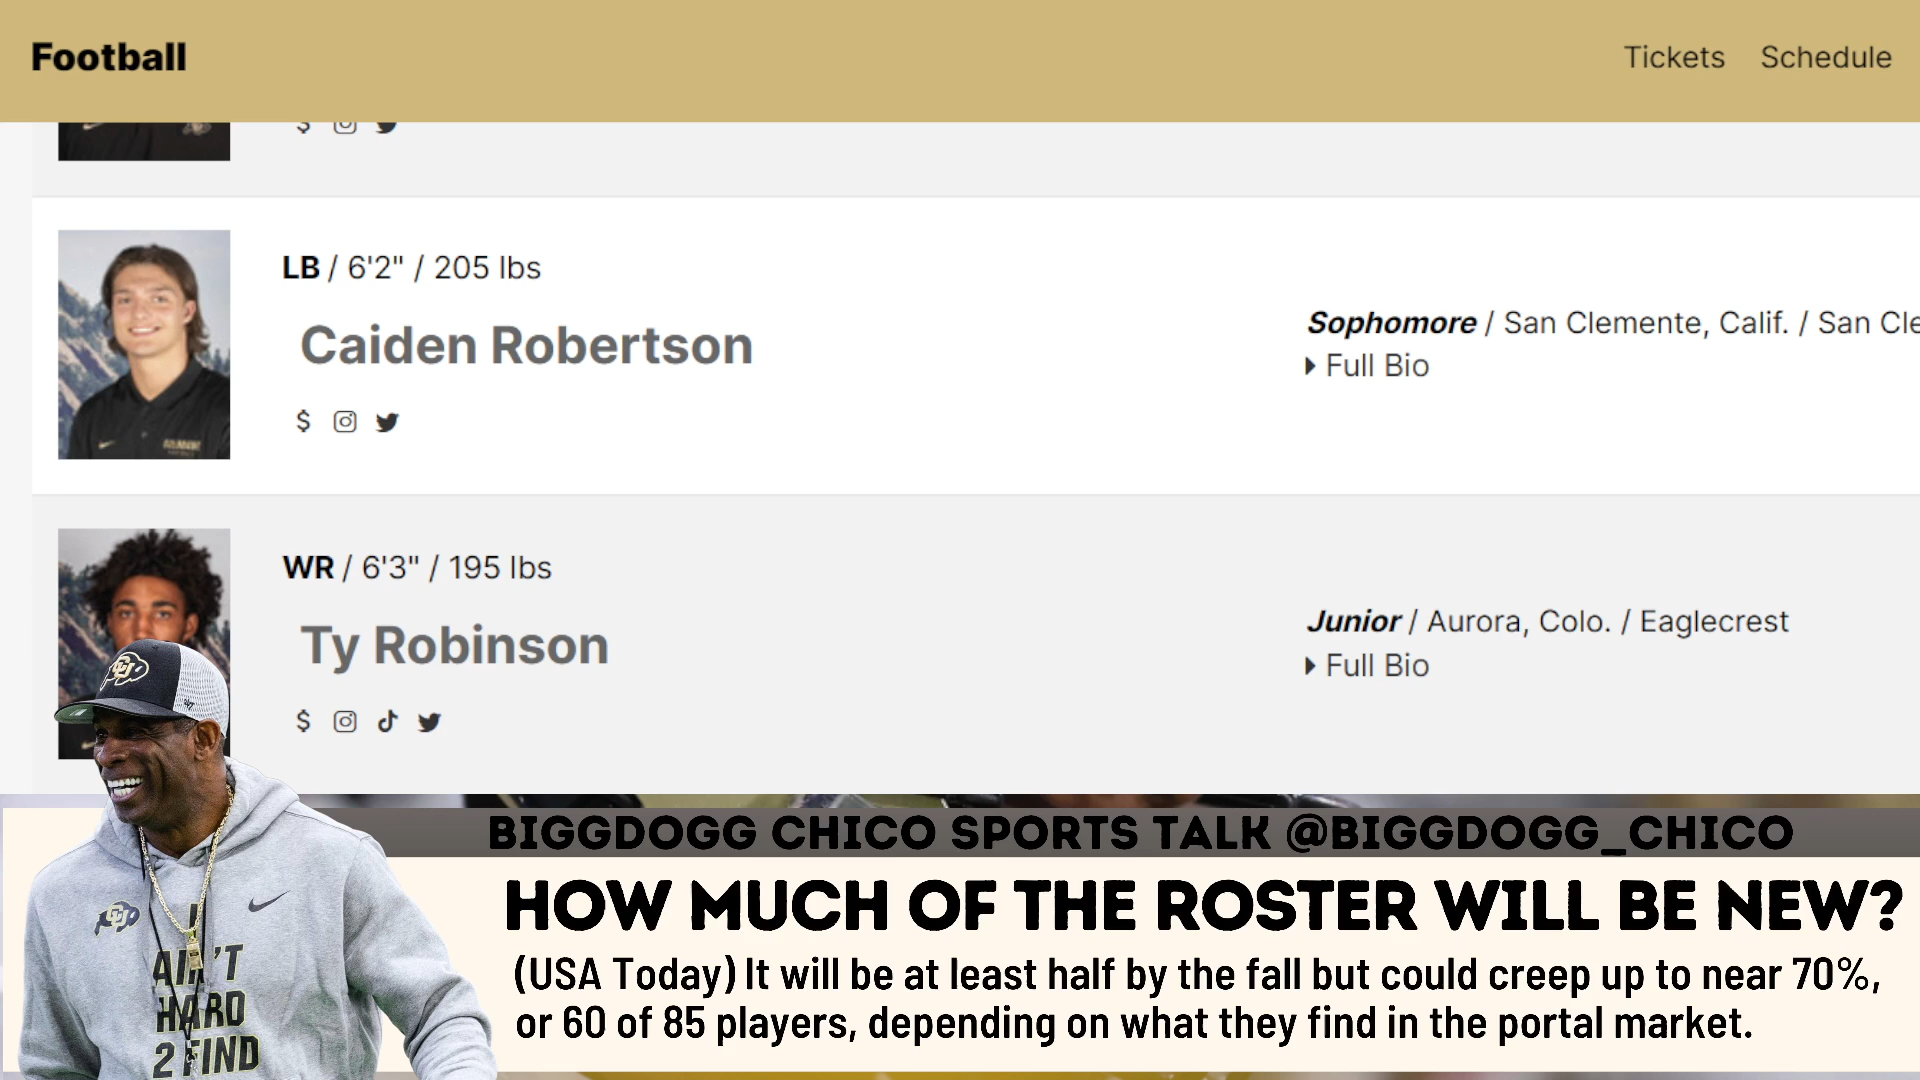 Football
Tickets Schedule
LB / 6'2" / 205 lbs
Caiden Robertson
Sophomore / San Clemente, Calif. / San Cle
Full Bio
WR / 6'3" / 195 lbs
Ty Robinson
Junior / Aurora, Colo. / Eaglecrest
Full Bio
BIGGDOGG CHICO SPORTS TALK @BIGGDOGG_CHICO
HOW MUCH OF THE ROSTER WILL BE NEW?
(USA Today) It will be at least half by the fall but could creep up to near 70%,
or 60 of 85 players, depending on what they find in the portal market.
CU
'47
CU
I
AIN'T
HARD
2 FIND